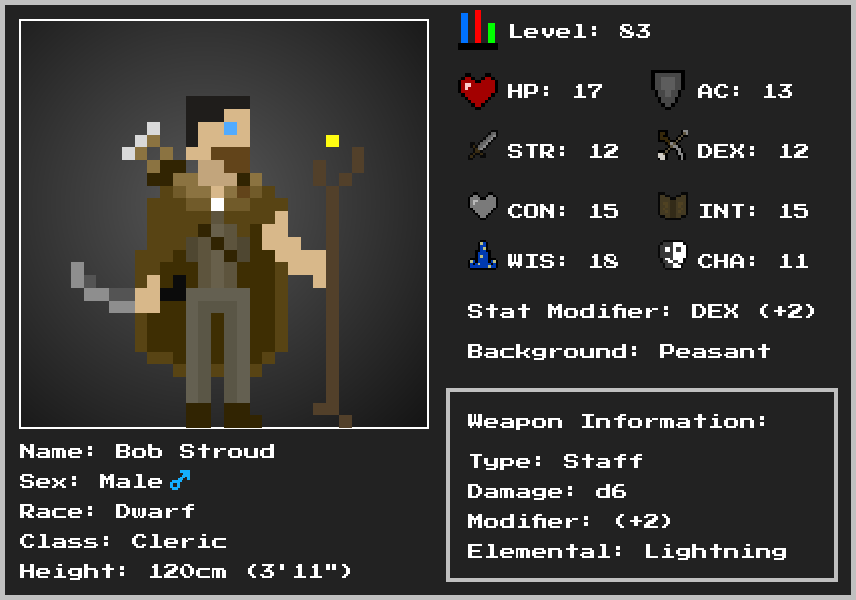 Level: 83
HP: 17
AC: 13
STR: 12
DEX: 12
CON: 15
INT: 15
WIS: 18
CHA: 11
Stat Modifier: DEX (+2)
Background: Peasant
Weapon Information:
Type: Staff
Damage: d6
Modifier: (+2)
Elemental: Lightning
Name: Bob Stroud
Sex: Male ♂
Race: Dwarf
Class: Cleric
Height: 120cm (3'11")